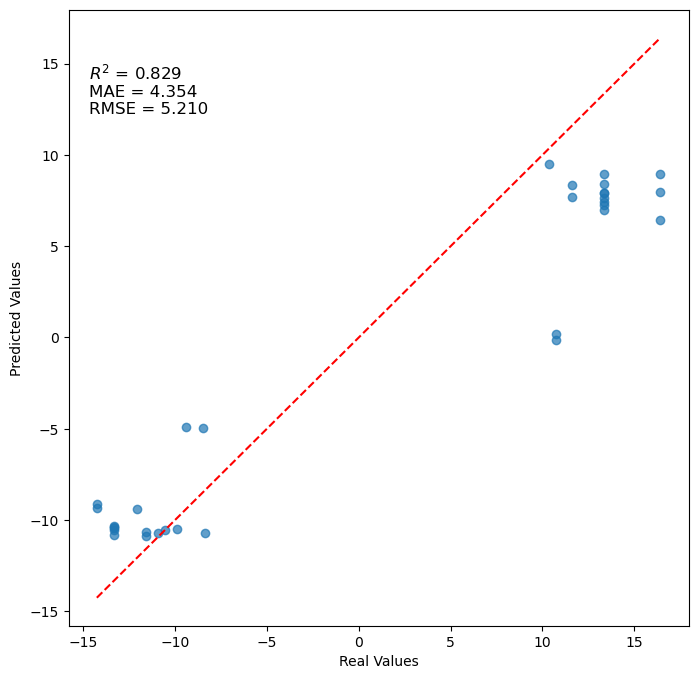 R² = 0.829
MAE = 4.354
RMSE = 5.210
15
10
5
0
−5
−10
−15
Predicted Values
−15 −10 −5 0 5 10 15
Real Values